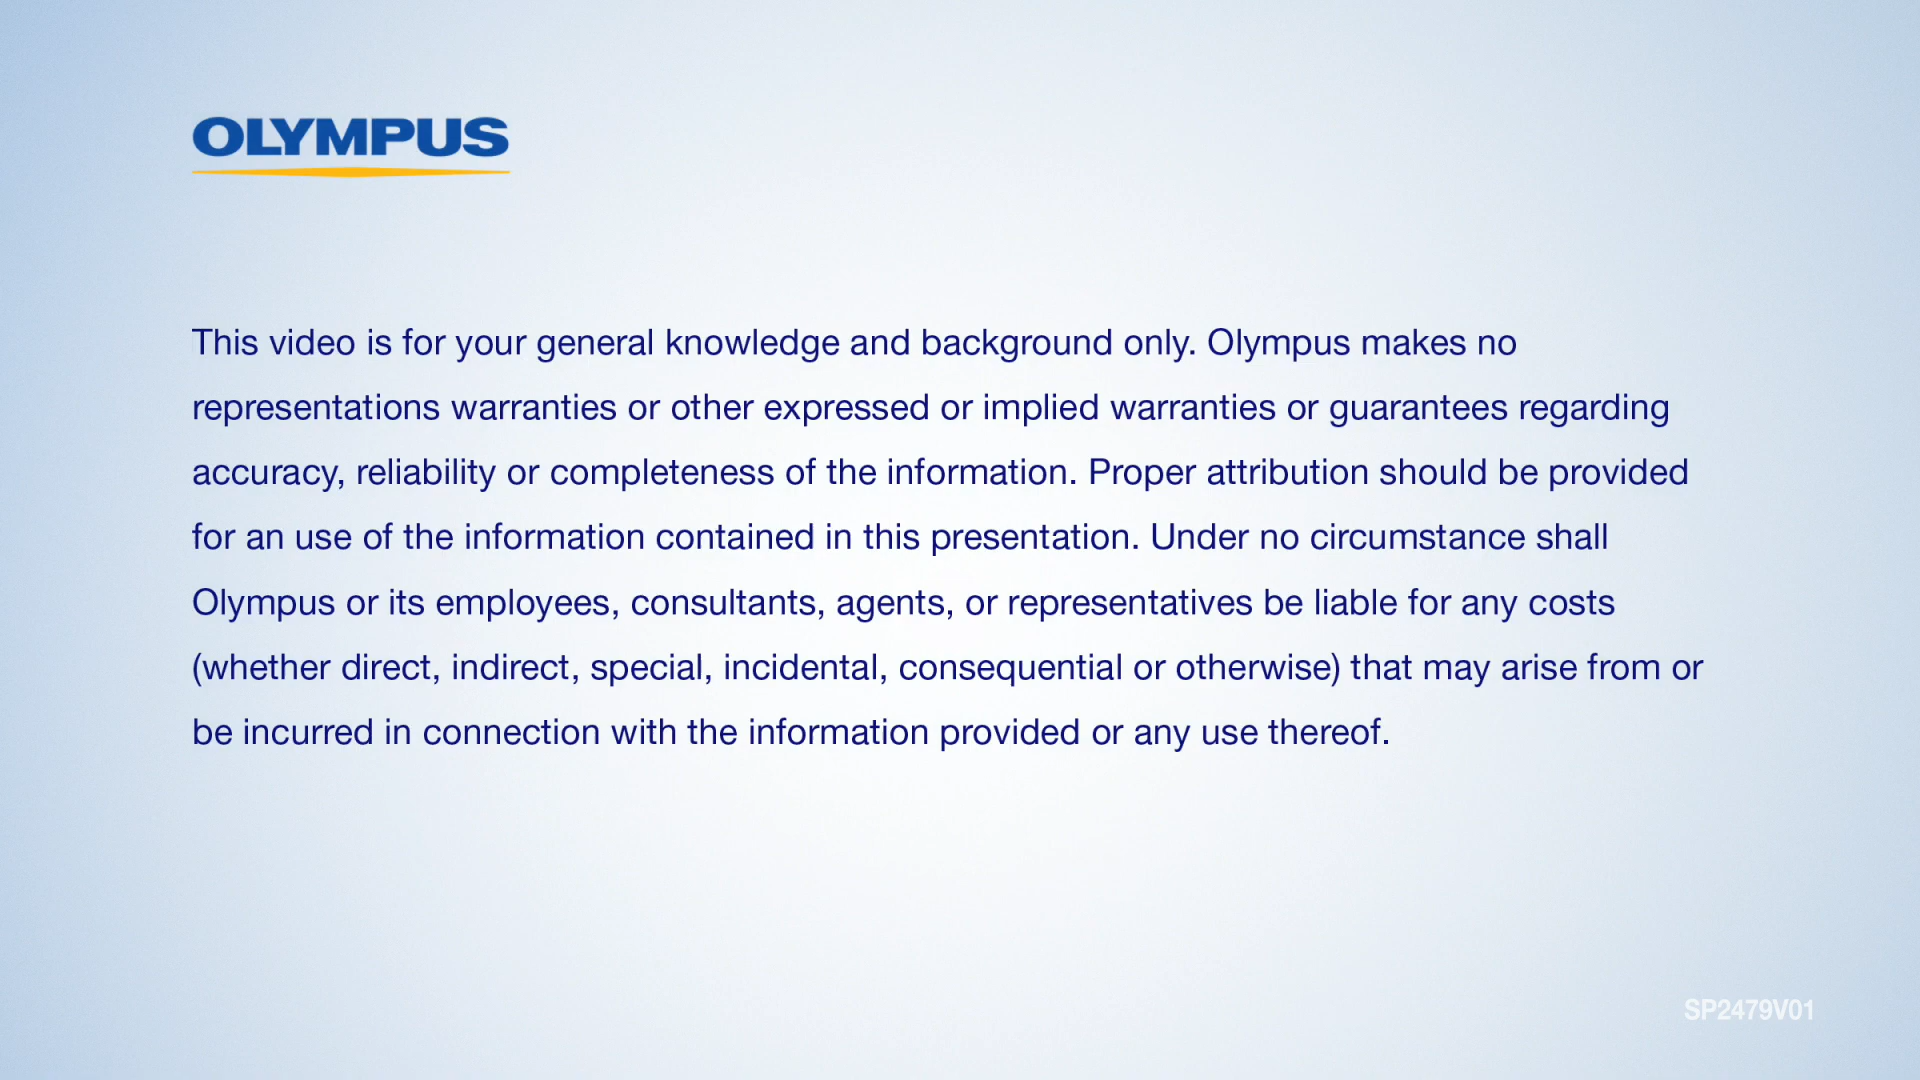 OLYMPUS
This video is for your general knowledge and background only. Olympus makes no
representations warranties or other expressed or implied warranties or guarantees regarding
accuracy, reliability or completeness of the information. Proper attribution should be provided
for an use of the information contained in this presentation. Under no circumstance shall
Olympus or its employees, consultants, agents, or representatives be liable for any costs
(whether direct, indirect, special, incidental, consequential or otherwise) that may arise from or
be incurred in connection with the information provided or any use thereof.
SP2479V01